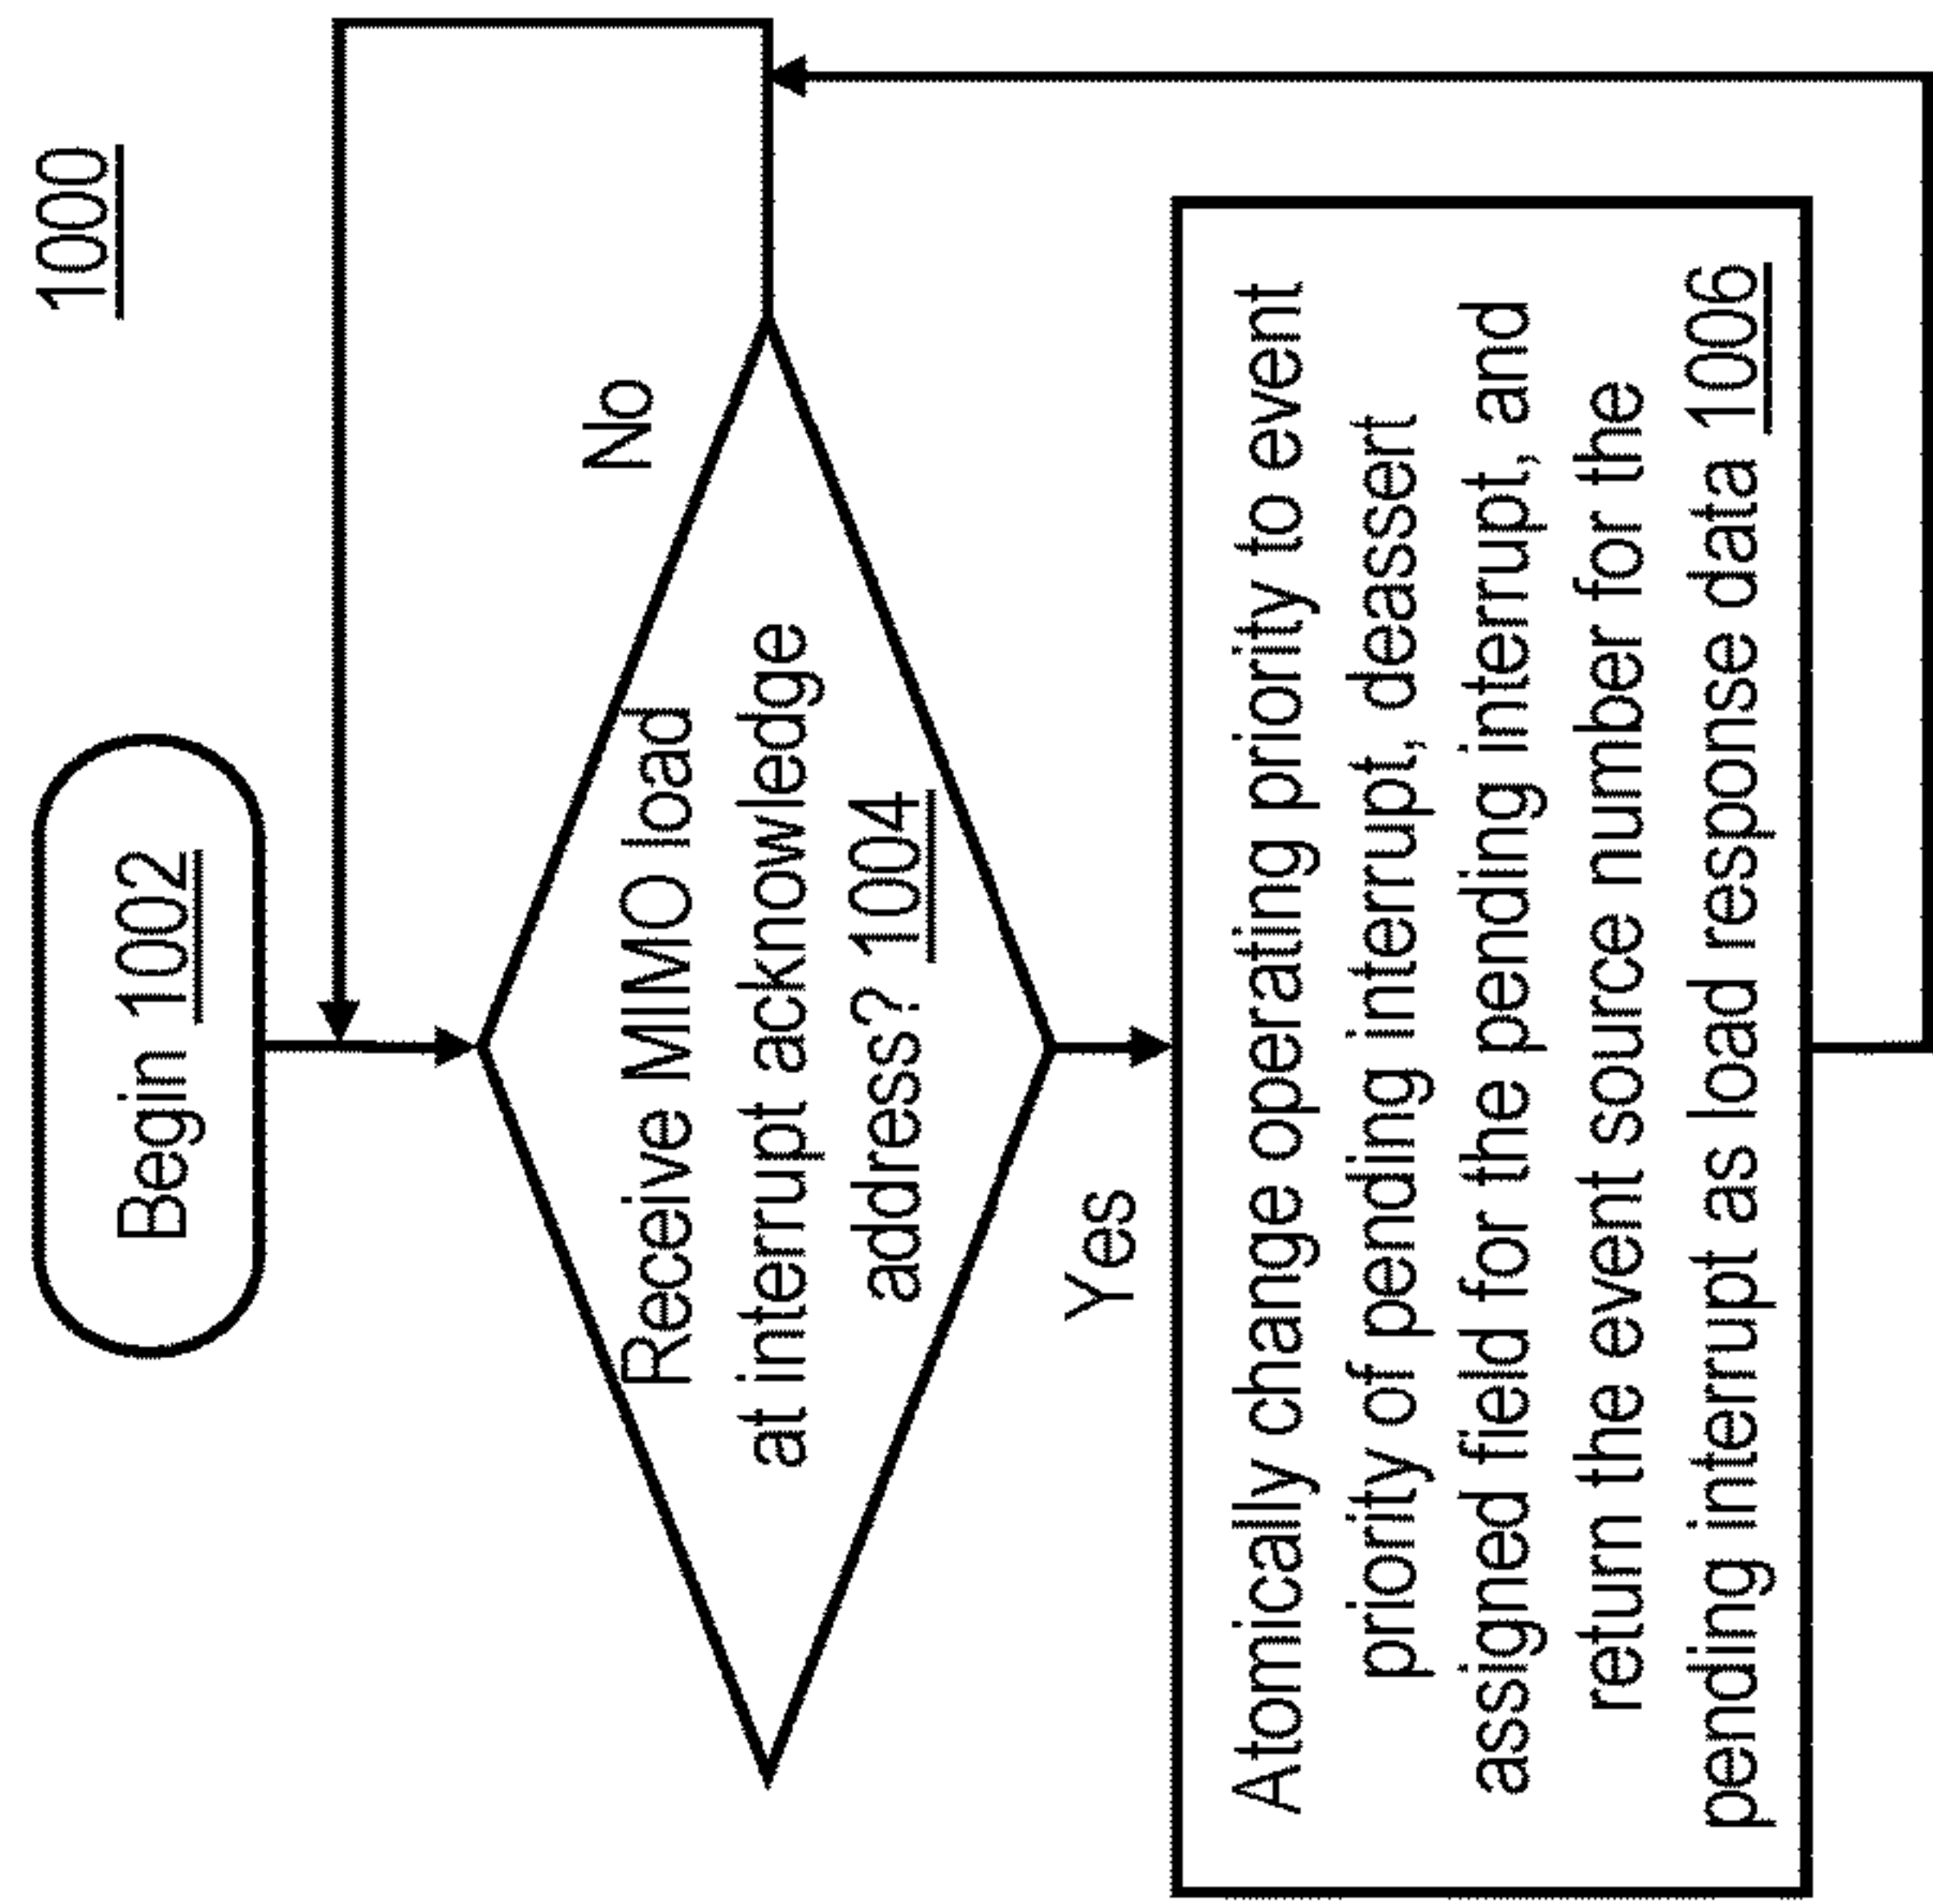 1000
Begin 1002
Receive MIMO load
at interrupt acknowledge
address? 1004
No
Yes
Atomically change operating priority to event
priority of pending interrupt, deassert
assigned field for the pending interrupt, and
return the event source number for the
pending interrupt as load response data 1006